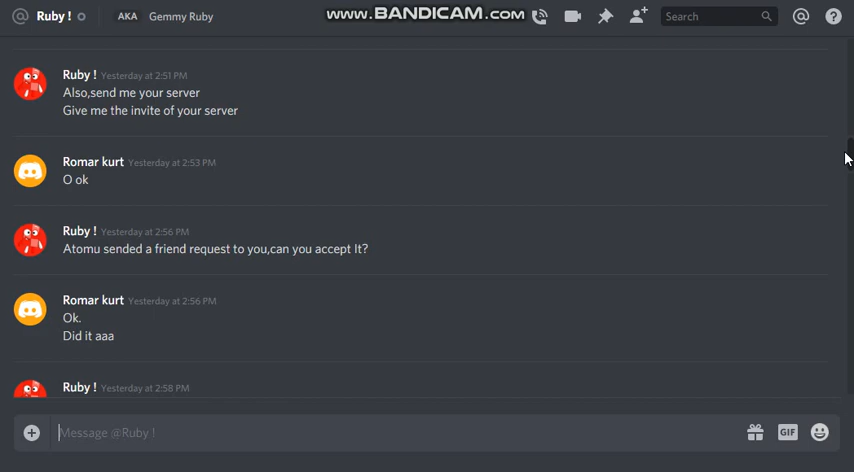 @ Ruby ! AKA Gemmy Ruby
www.BANDICAM.com
Search
Ruby ! Yesterday at 2:51 PM
Also,send me your server
Give me the invite of your server
Romar kurt Yesterday at 2:53 PM
O ok
Ruby ! Yesterday at 2:56 PM
Atomu sended a friend request to you,can you accept It?
Romar kurt Yesterday at 2:56 PM
Ok.
Did it aaa
Ruby ! Yesterday at 2:58 PM
Message @Ruby !
GIF